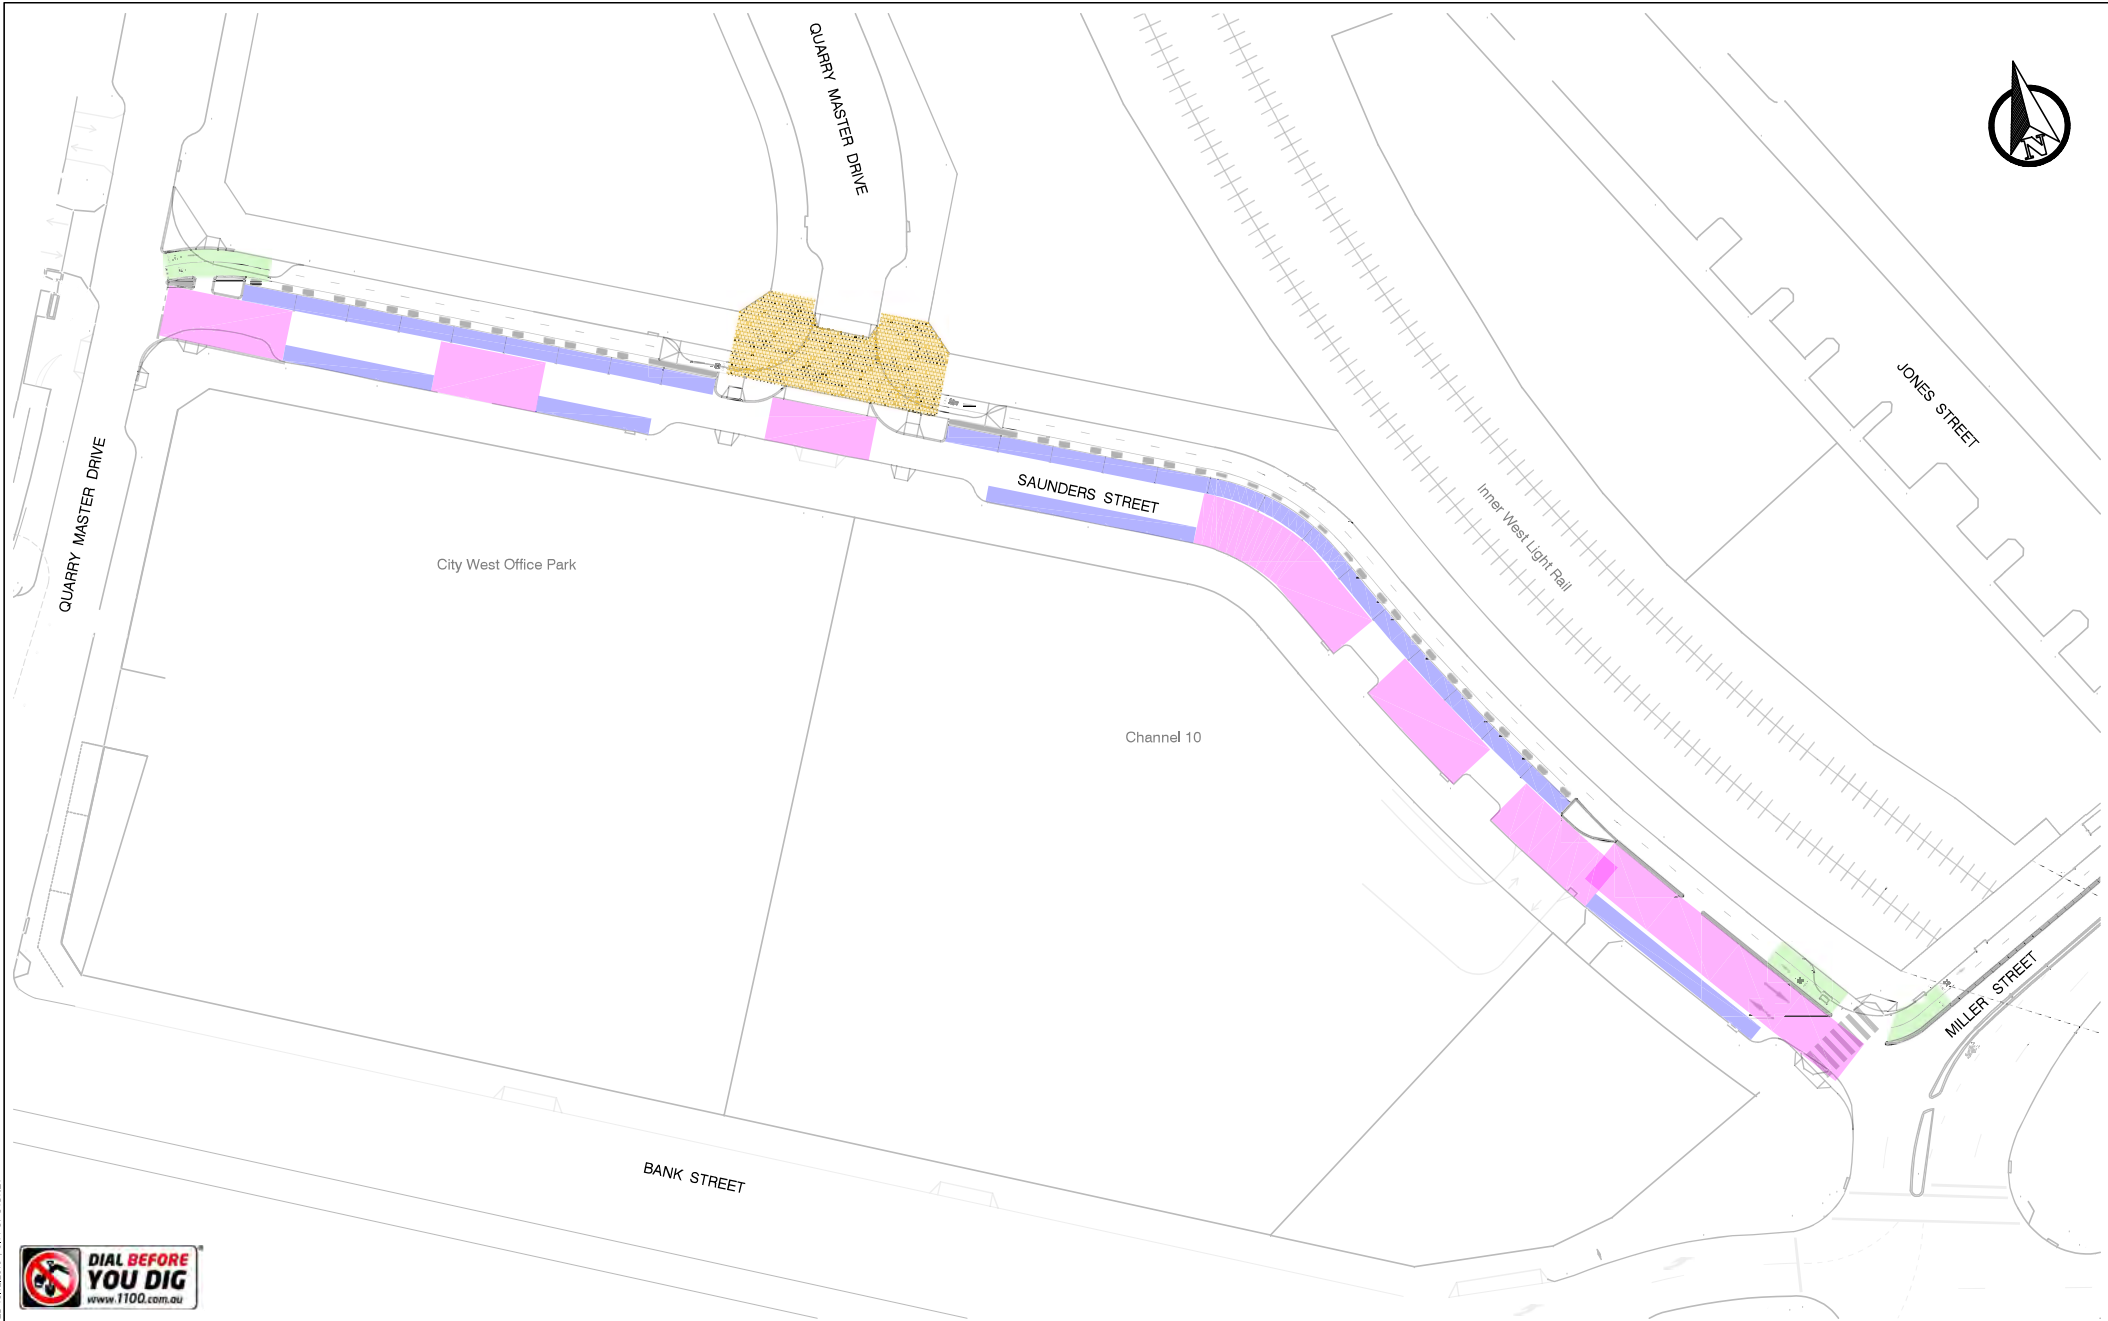 QUARRY MASTER DRIVE
N
JONES STREET
SAUNDERS STREET
Inner West Light Rail
QUARRY MASTER DRIVE
City West Office Park
Channel 10
MILLER STREET
BANK STREET
DIAL BEFORE
YOU DIG
www.1100.com.au